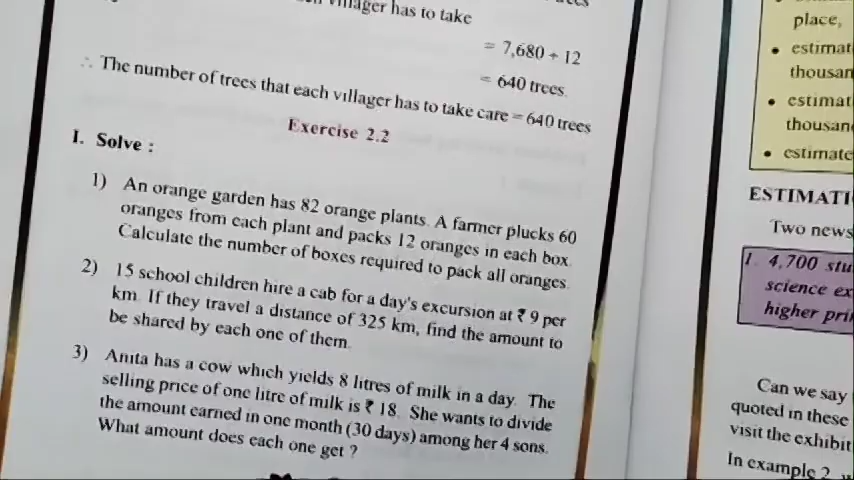 villager has to take
= 7,680 ÷ 12
= 640 trees.
∴ The number of trees that each villager has to take care = 640 trees
Exercise 2.2
I. Solve :
1) An orange garden has 82 orange plants. A farmer plucks 60
oranges from each plant and packs 12 oranges in each box.
Calculate the number of boxes required to pack all oranges.
2) 15 school children hire a cab for a day's excursion at ₹ 9 per
km. If they travel a distance of 325 km, find the amount to
be shared by each one of them.
3) Anita has a cow which yields 8 litres of milk in a day. The
selling price of one litre of milk is ₹ 18. She wants to divide
the amount earned in one month (30 days) among her 4 sons.
What amount does each one get ?
place,
• estimat
thousan
• estimat
thousan
• estimate
ESTIMATI
Two news
1. 4,700 stu
science ex
higher prin
Can we say
quoted in these
visit the exhibit
In example 2,